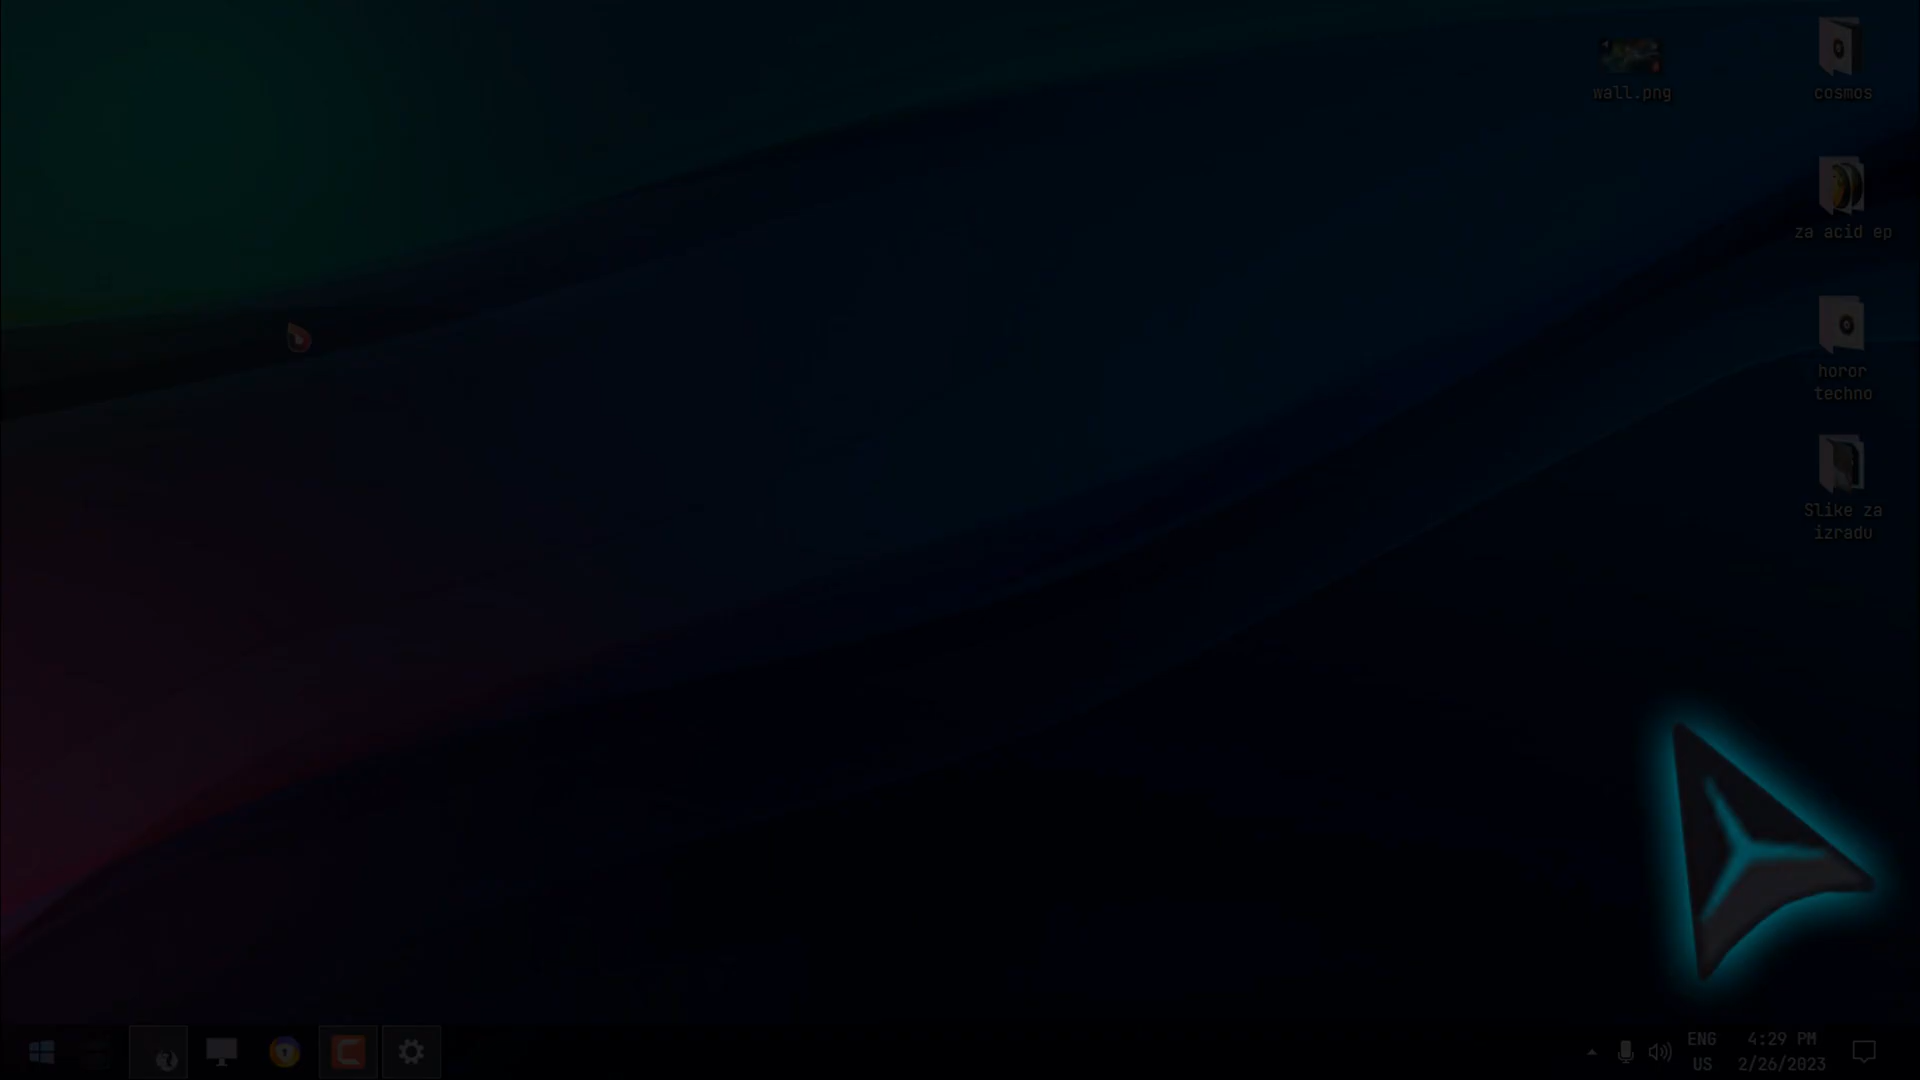 wall.png
cosmos
za acid ep
horor
techno
Slike za
izradu
ENG
US
4:29 PM
2/26/2023